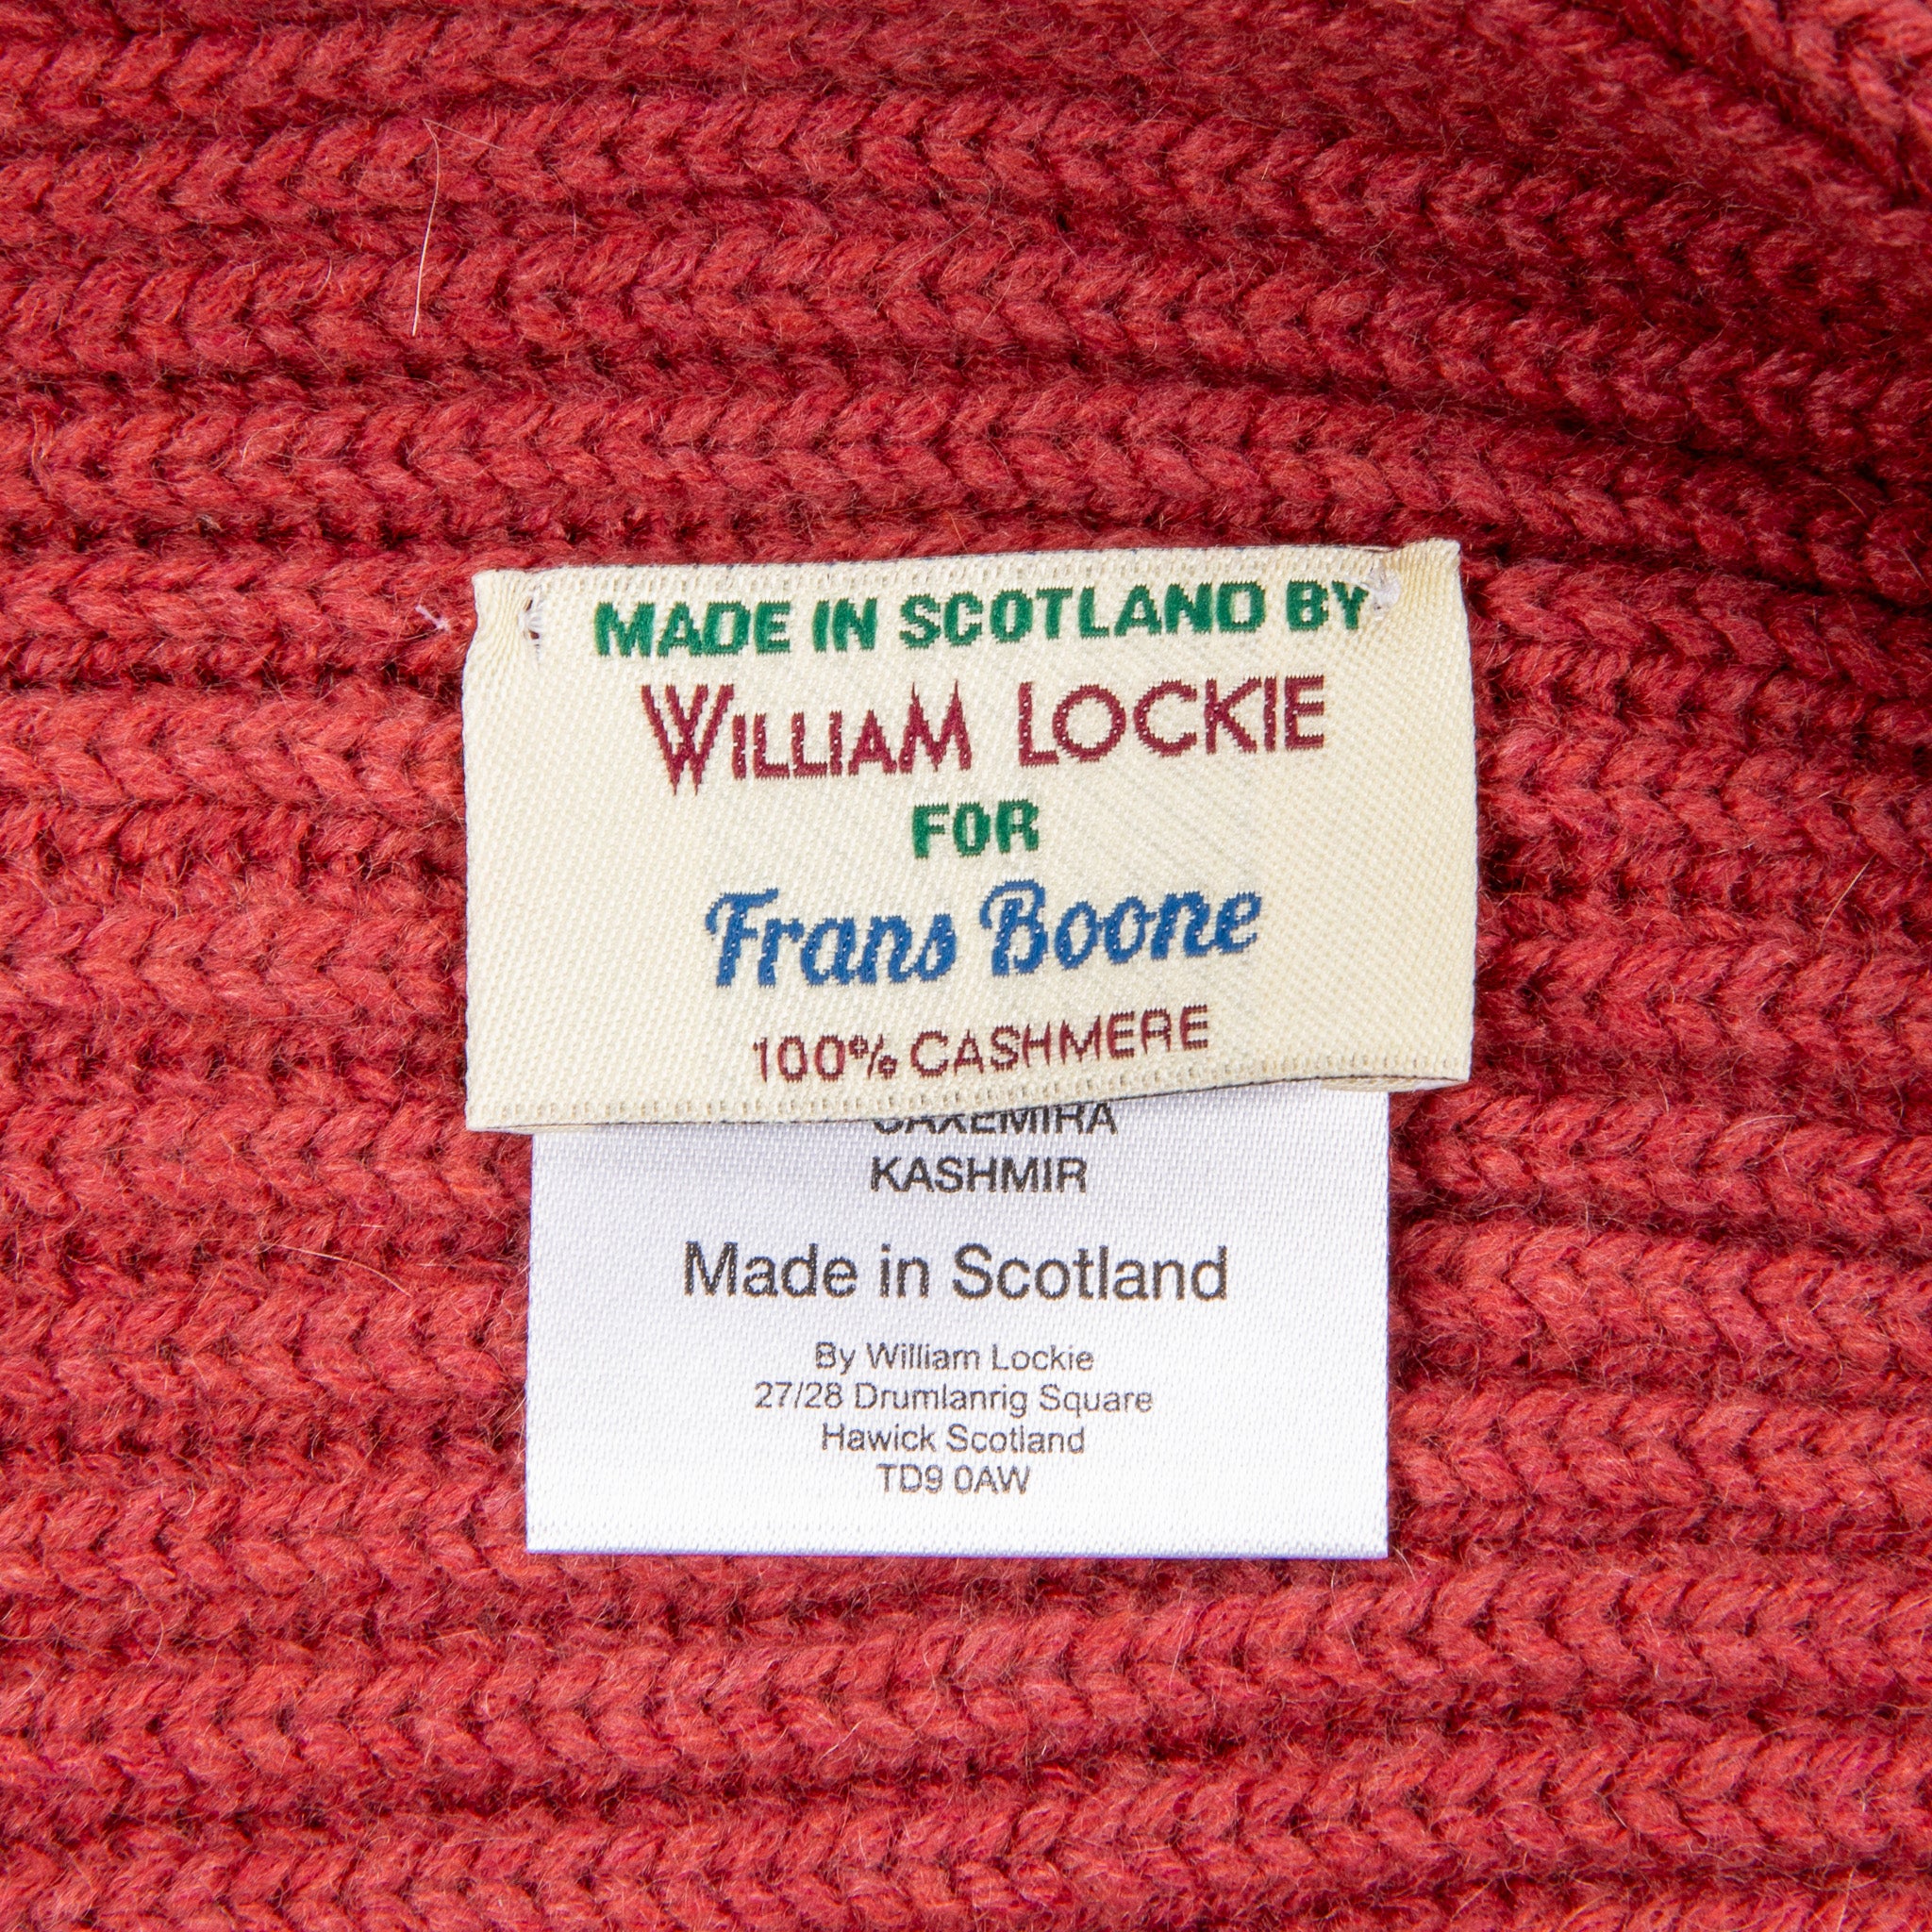 MADE IN SCOTLAND BY
WILLIAM LOCKIE
FOR
Frans Boone
100% CASHMERE
KASHMIR
Made in Scotland
By William Lockie
27/28 Drumlanrig Square
Hawick Scotland
TD9 0AW